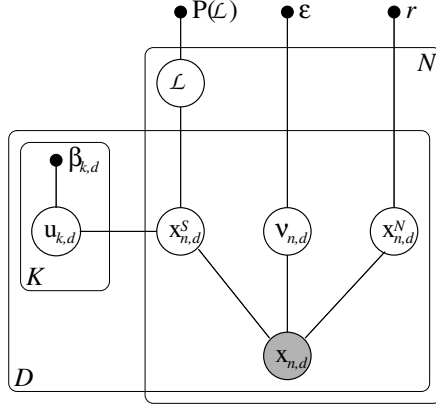 P(ℒ) ε r
N
ℒ
β_{k,d}
u_{k,d} x^S_{n,d} ν_{n,d} x^N_{n,d}
K
x_{n,d}
D